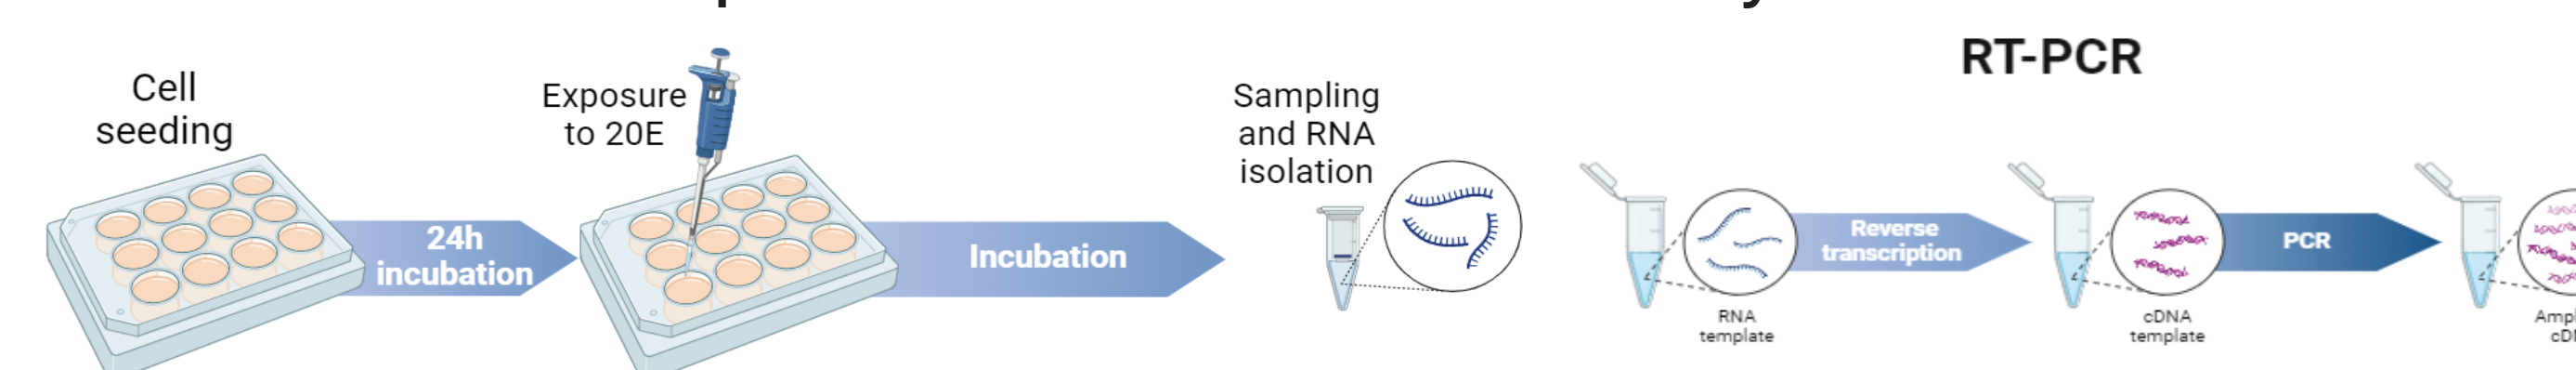 Cell
seeding
24h
incubation
Exposure
to 20E
Incubation
Sampling
and RNA
isolation
RT-PCR
RNA
template
Reverse
transcription
cDNA
template
PCR